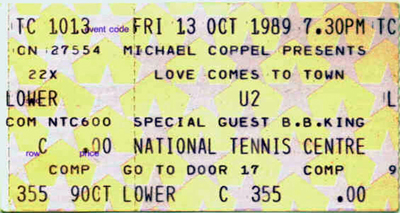 TC 1013 event code FRI 13 OCT 1989 7.30PM TC
CN 27554 MICHAEL COPPEL PRESENTS
22X LOVE COMES TO TOWN
LOWER U2 L
COM NTC600 SPECIAL GUEST B.B.KING
C .00 NATIONAL TENNIS CENTRE
row price
COMP GO TO DOOR 17 COMP 9
355 90CT LOWER C 355 .00